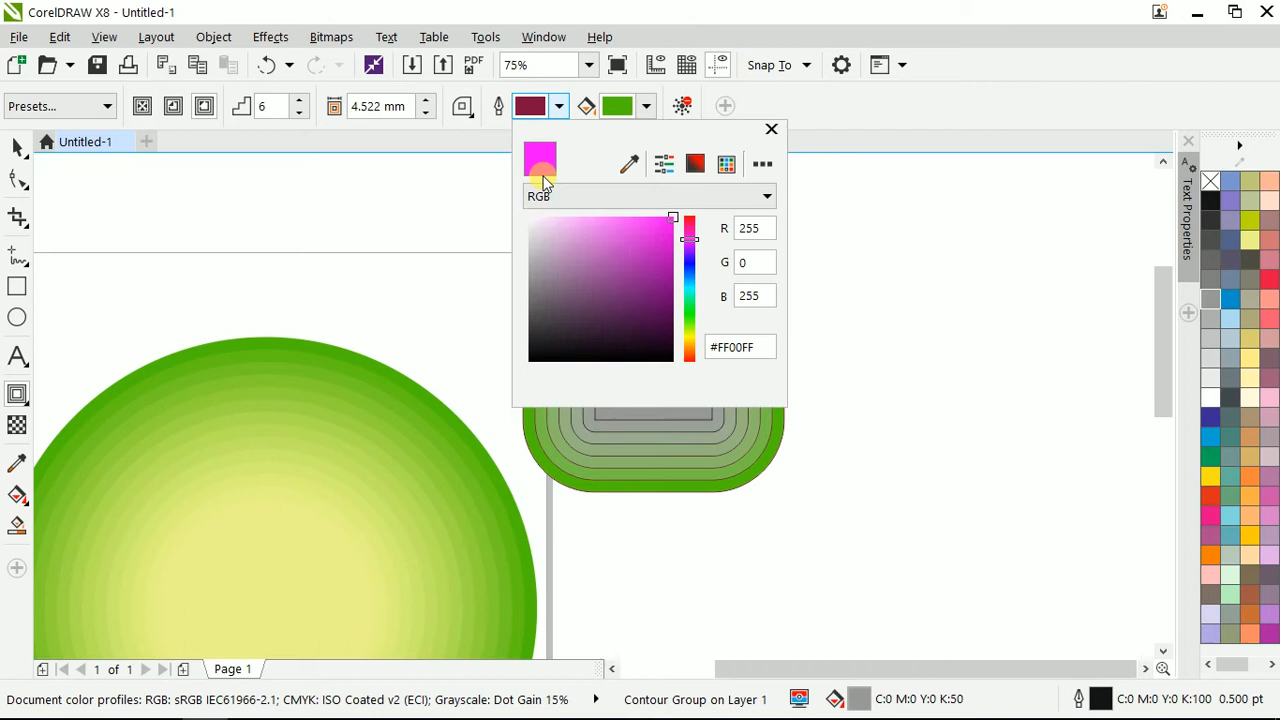 CorelDRAW X8 - Untitled-1
File Edit View Layout Object Effects Bitmaps Text Table Tools Window Help
PDF 75% Snap To
Presets... 6 4.522 mm
Untitled-1
RGB
R 255
G 0
B 255
#FF00FF
Text Properties
1 of 1 Page 1
Document color profiles: RGB: sRGB IEC61966-2.1; CMYK: ISO Coated v2 (ECI); Grayscale: Dot Gain 15% Contour Group on Layer 1 C:0 M:0 Y:0 K:50 C:0 M:0 Y:0 K:100 0.500 pt